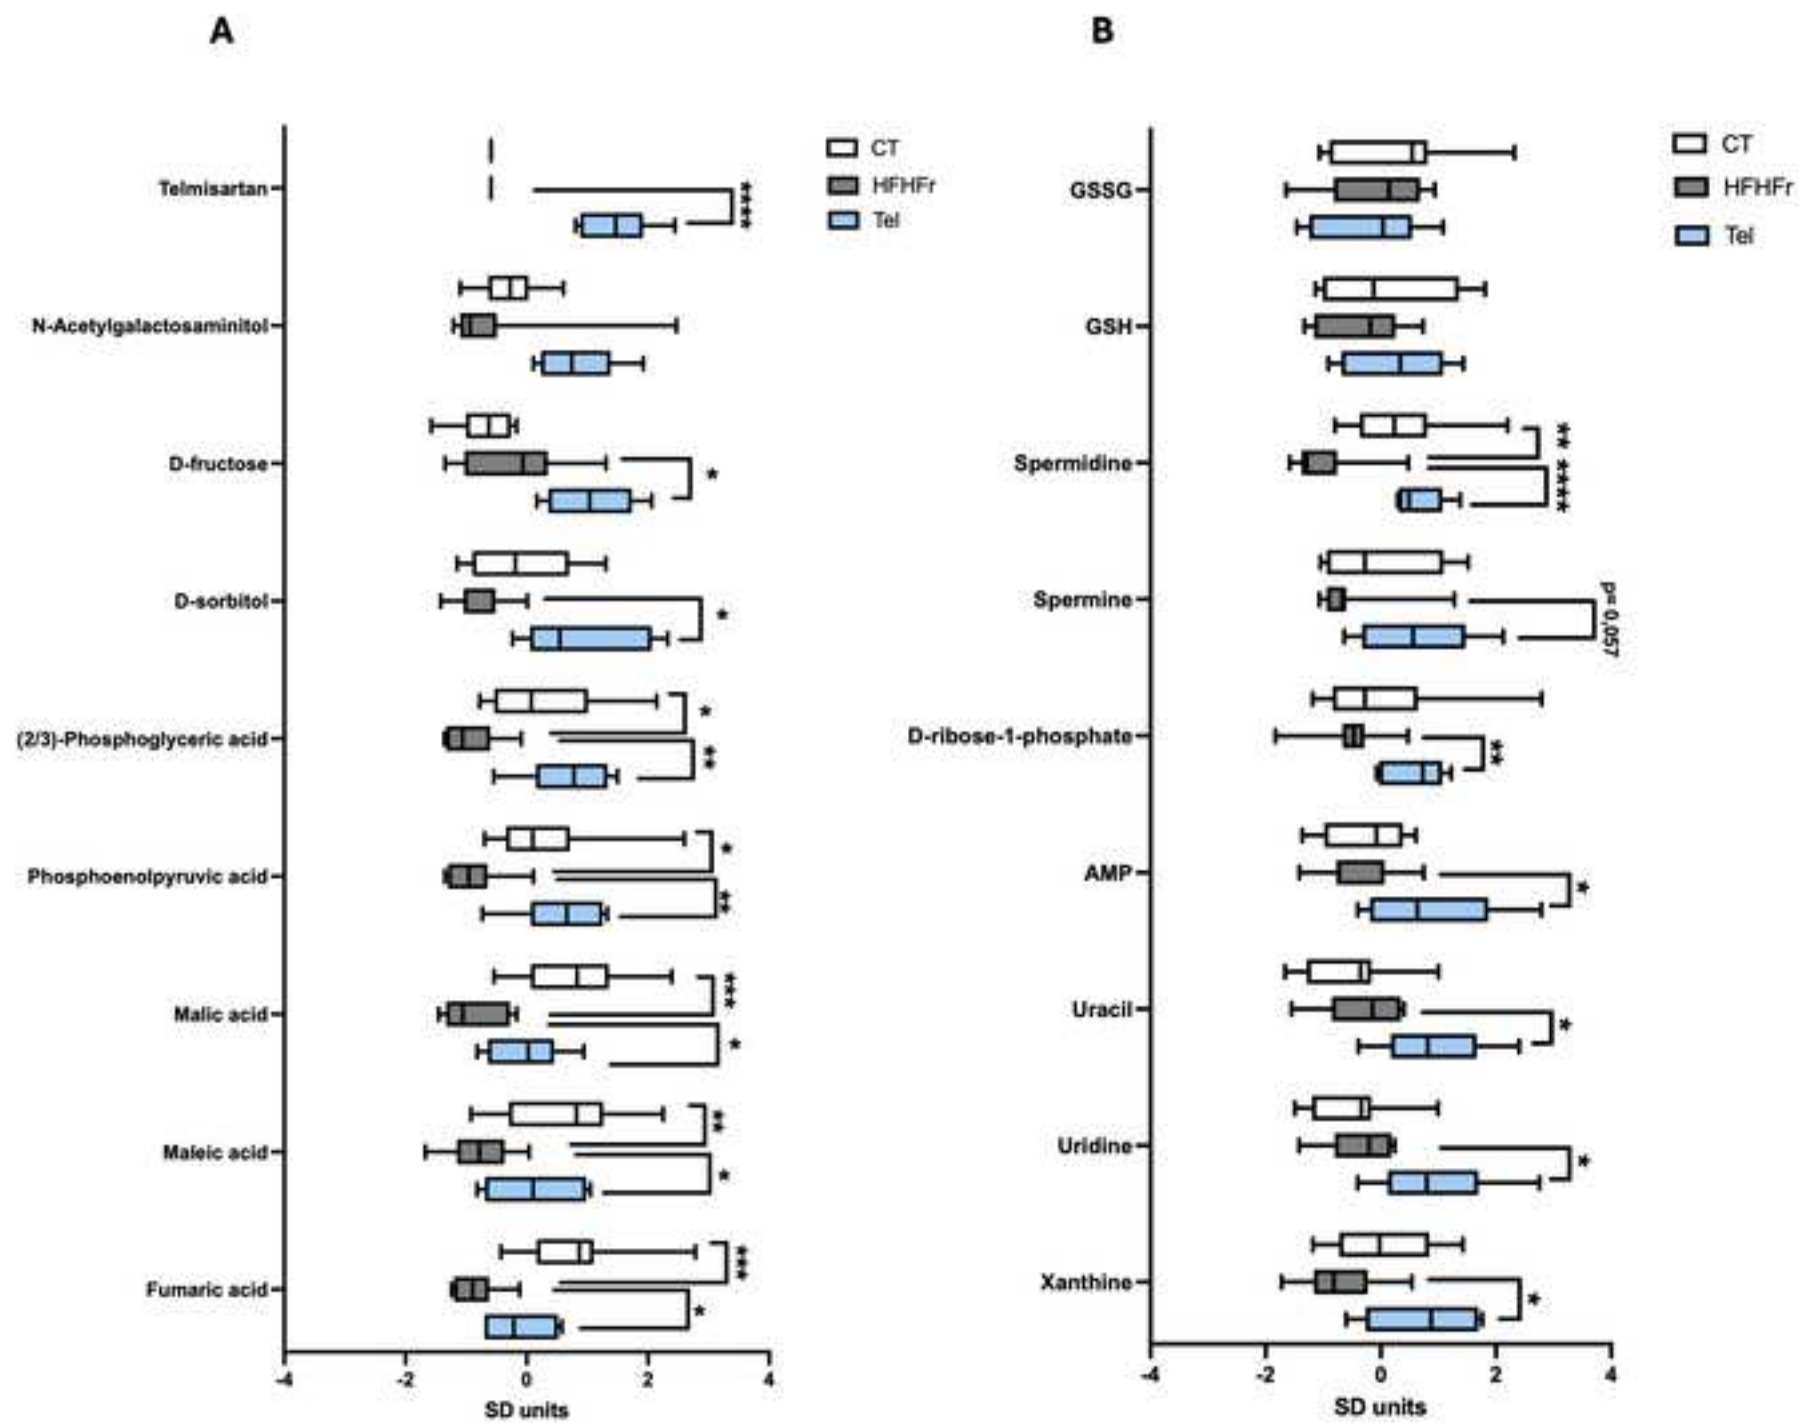 A
B
CT
HFHFr
Tel
CT
HFHFr
Tel
Telmisartan
****
N-Acetylgalactosaminitol
D-fructose
*
D-sorbitol
*
(2/3)-Phosphoglyceric acid
*
**
Phosphoenolpyruvic acid
*
**
Malic acid
***
*
Maleic acid
**
*
Fumaric acid
***
*
-4
-2
0
2
4
SD units
GSSG
GSH
Spermidine
**
****
Spermine
p= 0,057
D-ribose-1-phosphate
**
AMP
*
Uracil
*
Uridine
*
Xanthine
*
-4
-2
0
2
4
SD units